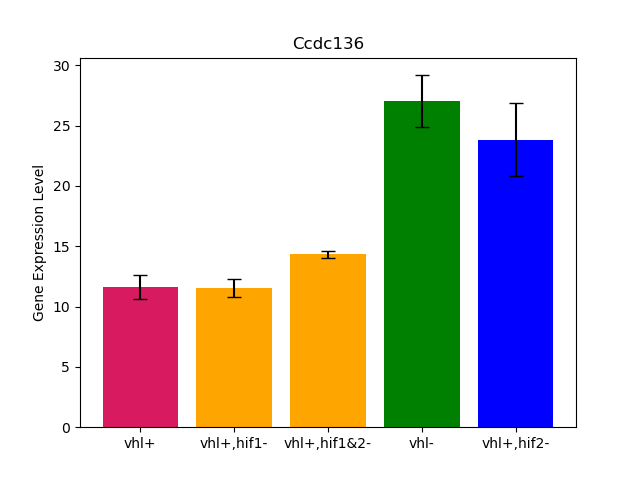 Ccdc136
Gene Expression Level
30
25
20
15
10
5
0
vhl+
vhl+,hif1-
vhl+,hif1&2-
vhl-
vhl+,hif2-